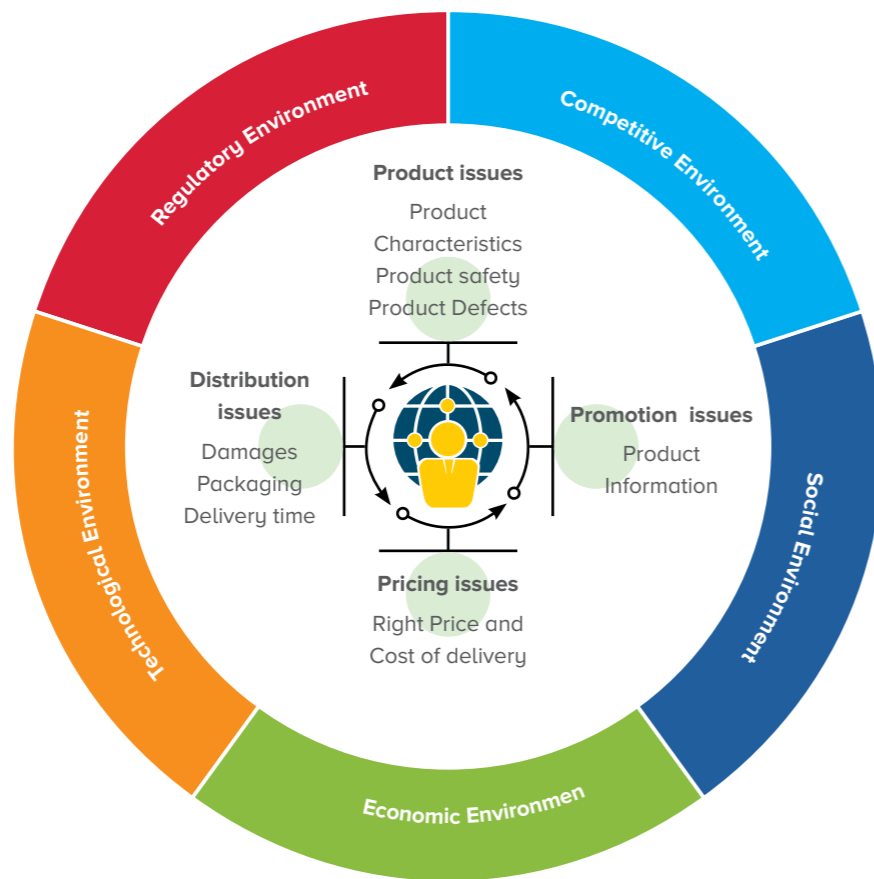 Regulatory Environment
Competitive Environment
Product issues
Product
Characteristics
Product safety
Product Defects
Distribution
issues
Damages
Packaging
Delivery time
Promotion issues
Product
Information
Pricing issues
Right Price and
Cost of delivery
Technological Environment
Social Environment
Economic Environmen